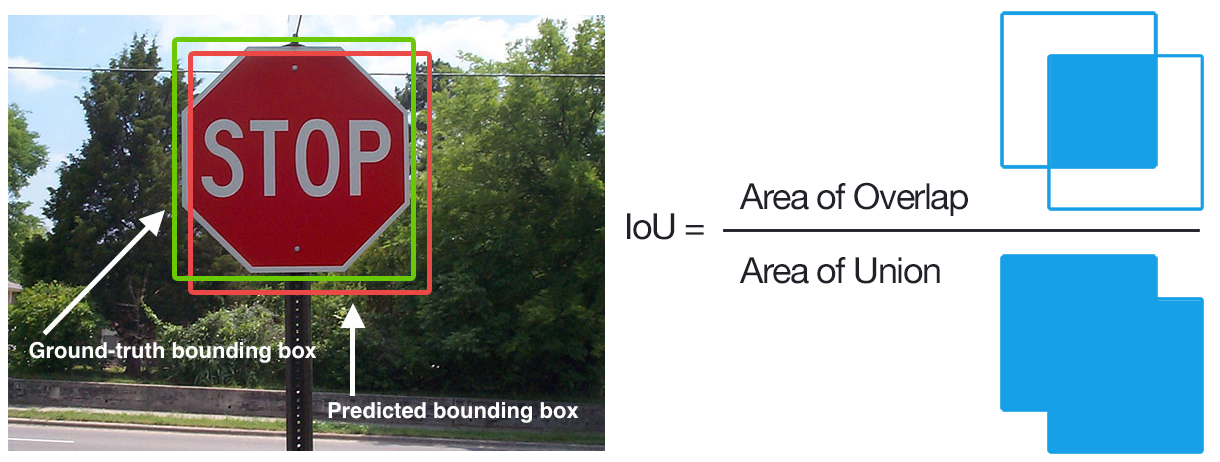 STOP
Ground-truth bounding box
Predicted bounding box
IoU =
Area of Overlap
Area of Union